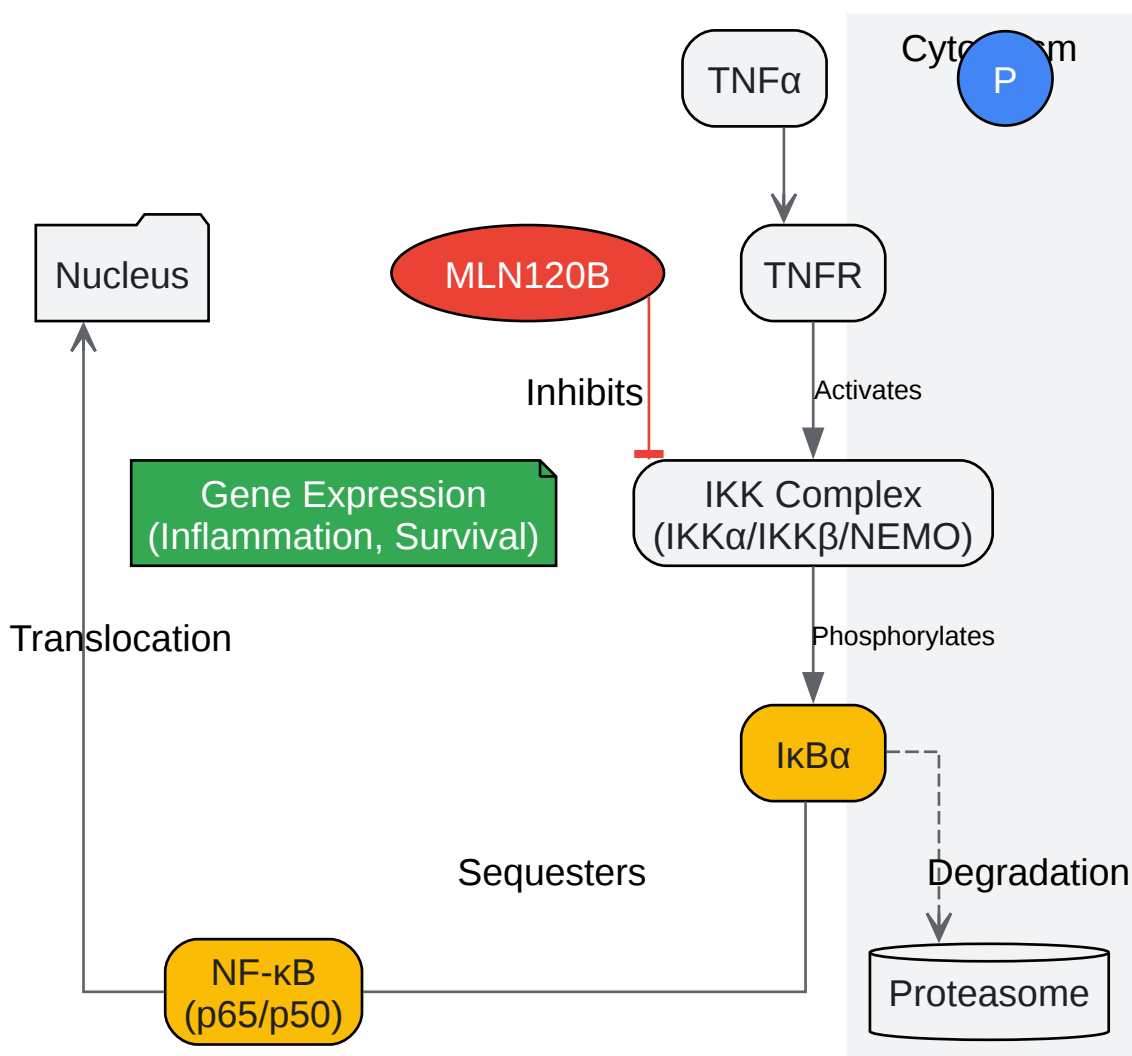 TNFα
P
Nucleus
MLN120B
TNFR
Inhibits
Activates
Gene Expression
(Inflammation, Survival)
IKK Complex
(IKKα/IKKβ/NEMO)
Translocation
Phosphorylates
IκBα
Sequesters
Degradation
NF-κB
(p65/p50)
Proteasome